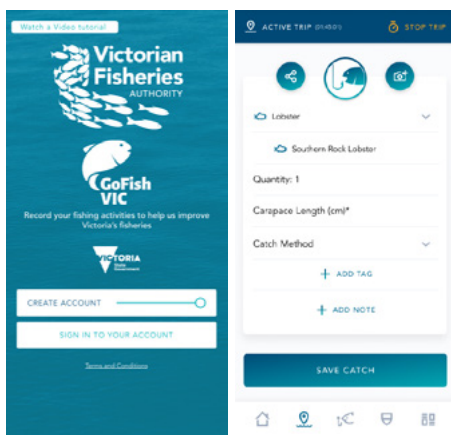 Watch a Video tutorial
Victorian
Fisheries
AUTHORITY
GoFish
VIC
Record your fishing activities to help us improve
Victoria's fisheries
VICTORIA
State
Government
CREATE ACCOUNT
SIGN IN TO YOUR ACCOUNT
Terms and Conditions
ACTIVE TRIP
STOP TRIP
Lobster
Southern Rock Lobster
Quantity: 1
Carapace Length (cm)*
Catch Method
+ ADD TAG
+ ADD NOTE
SAVE CATCH